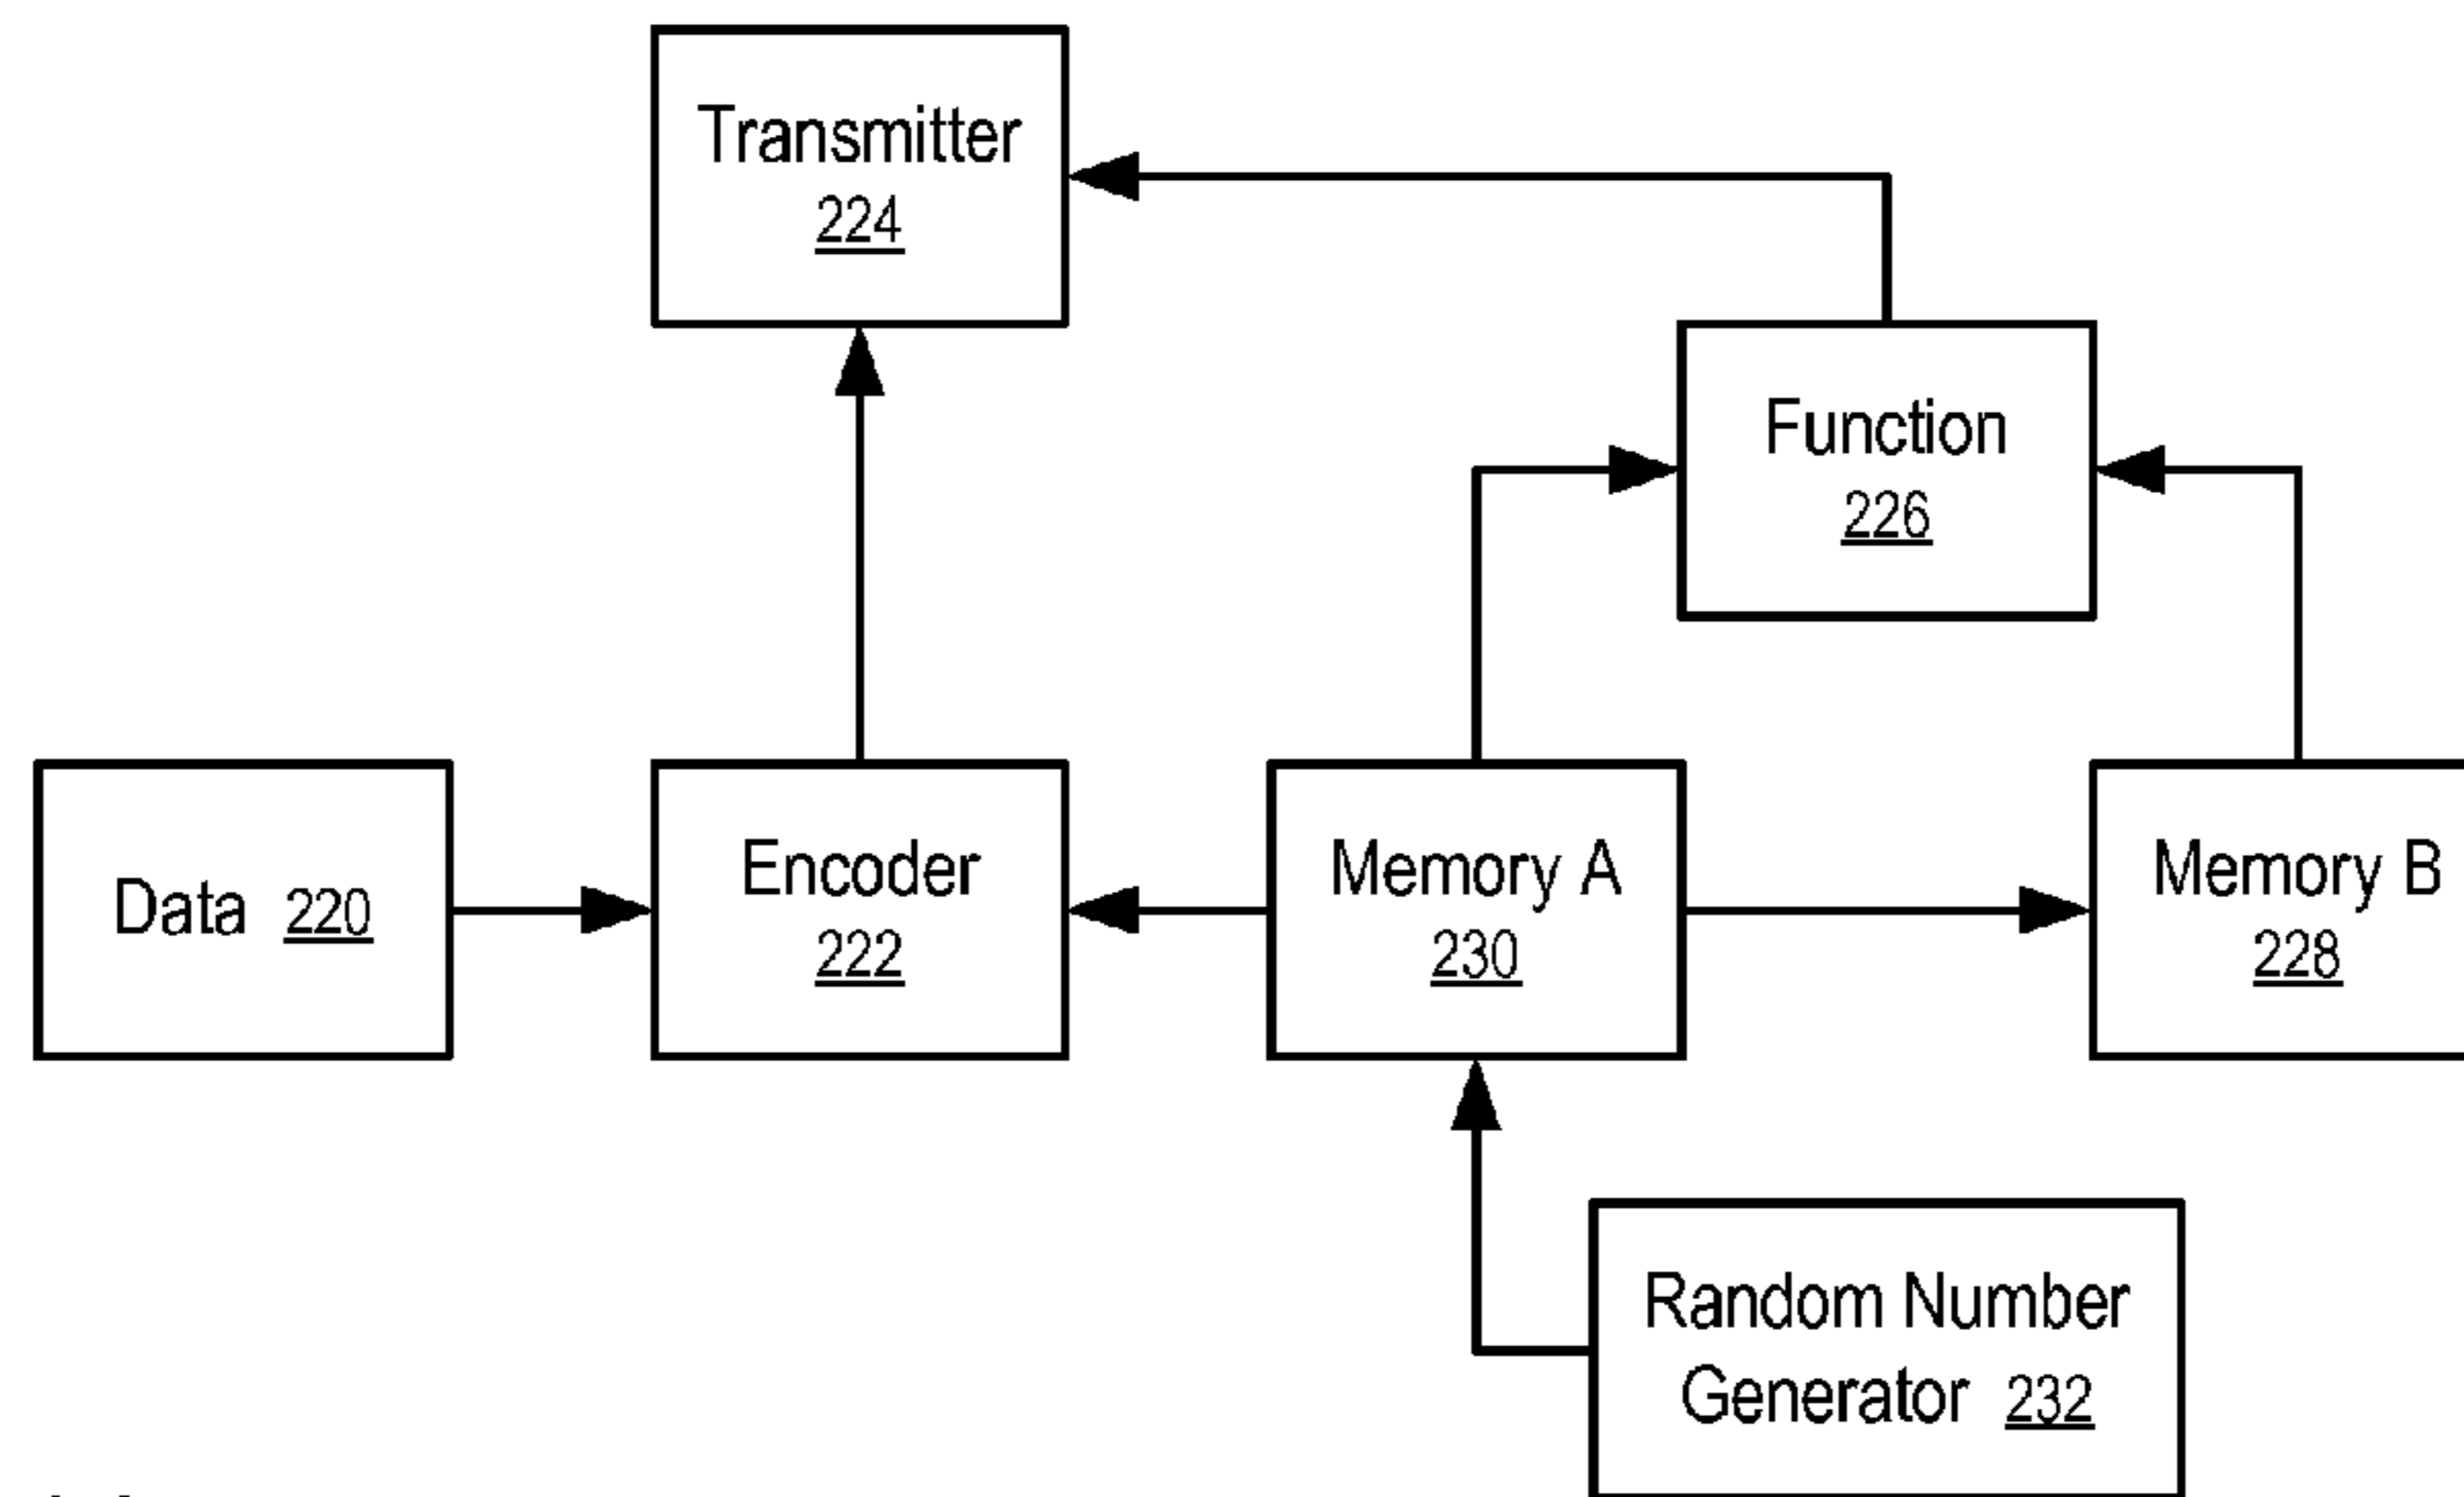 Transmitter
224
Function
226
Data 220
Encoder
222
Memory A
230
Memory B
228
Random Number
Generator 232